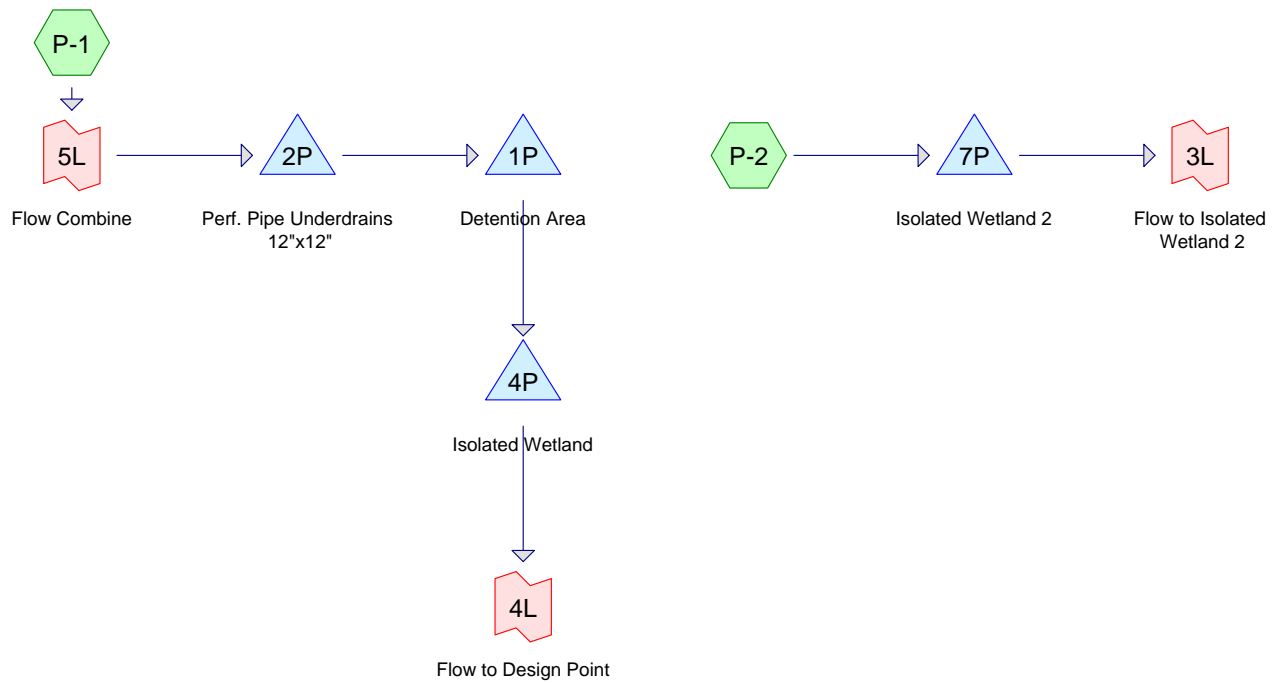 P-1
5L
Flow Combine
2P
Perf. Pipe Underdrains
12"x12"
1P
Detention Area
4P
Isolated Wetland
4L
Flow to Design Point
P-2
7P
Isolated Wetland 2
3L
Flow to Isolated
Wetland 2